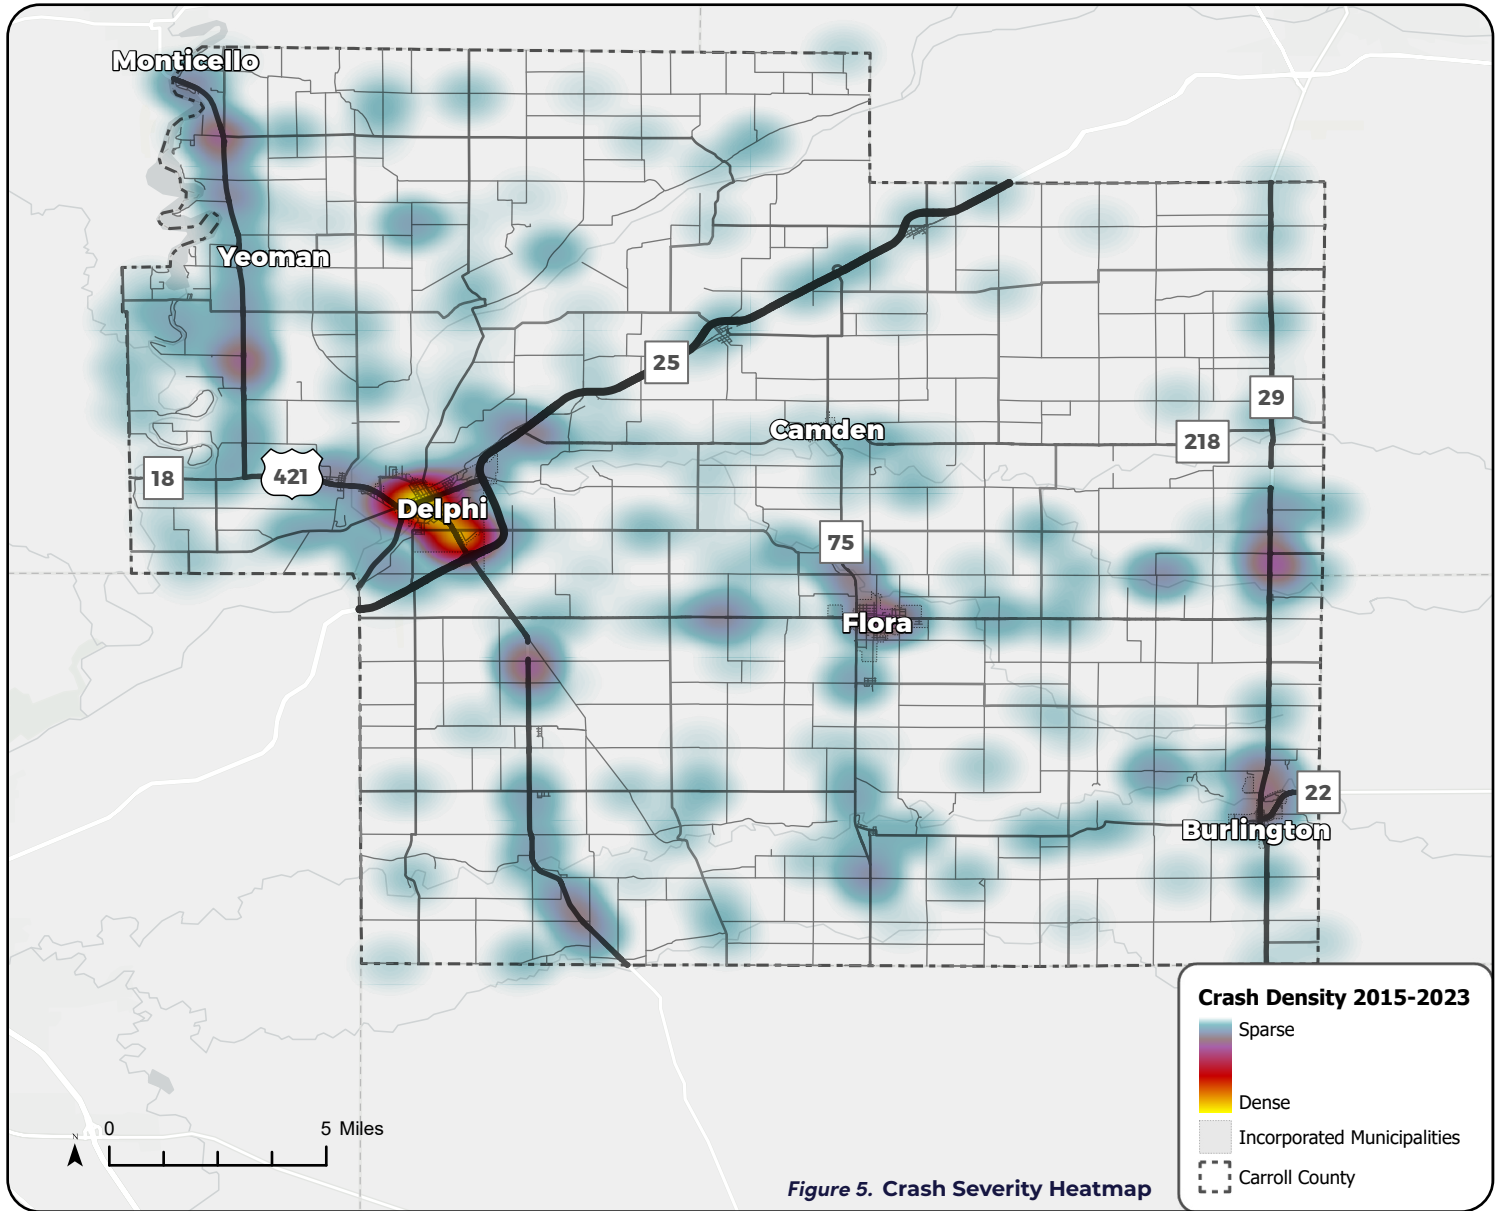 Monticello
Yeoman
25
29
Camden
218
18
421
Delphi
75
Flora
22
Burlington
Crash Density 2015-2023
Sparse
Dense
Incorporated Municipalities
Carroll County
N
0 5 Miles
Figure 5. Crash Severity Heatmap